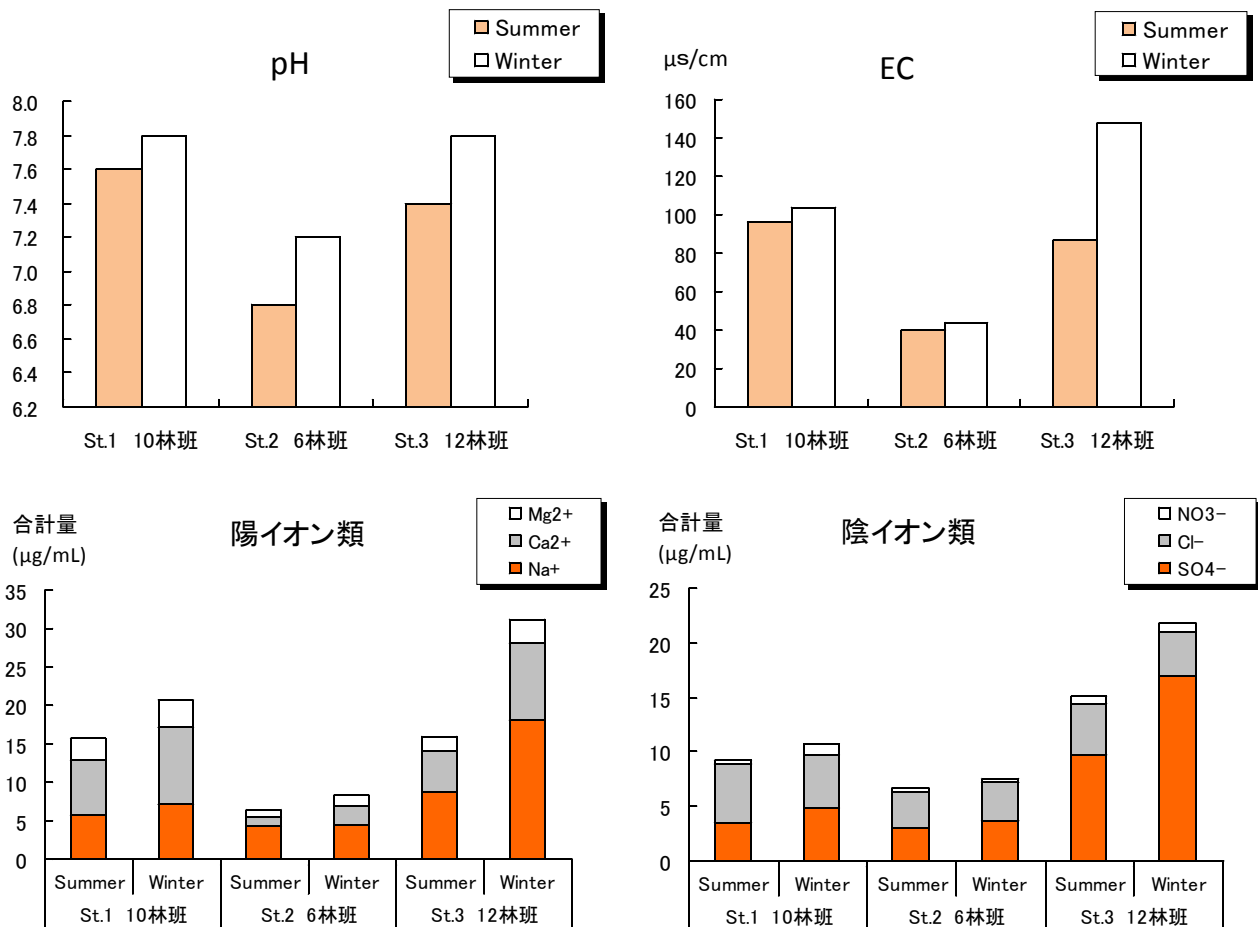 pH
Summer
Winter
8.0
7.8
7.6
7.4
7.2
7.0
6.8
6.6
6.4
6.2
St.1 10林班 St.2 6林班 St.3 12林班
μs/cm
EC
Summer
Winter
160
140
120
100
80
60
40
20
0
St.1 10林班 St.2 6林班 St.3 12林班
合計量
(μg/mL)
陽イオン類
Mg2+
Ca2+
Na+
35
30
25
20
15
10
5
0
Summer Winter Summer Winter Summer Winter
St.1 10林班 St.2 6林班 St.3 12林班
合計量
(μg/mL)
陰イオン類
NO3-
Cl-
SO4-
25
20
15
10
5
0
Summer Winter Summer Winter Summer Winter
St.1 10林班 St.2 6林班 St.3 12林班